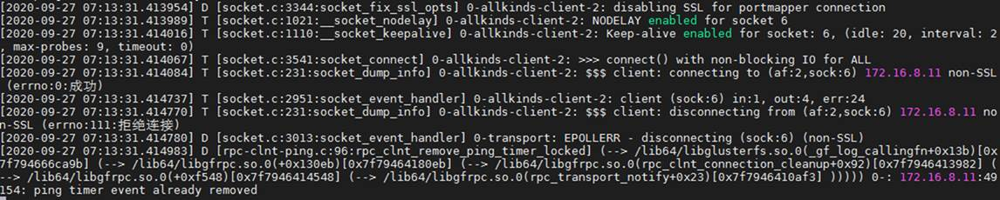 [2020-09-27 07:13:31.413954] D [socket.c:3344:socket_fix_ssl_opts] 0-allkinds-client-2: disabling SSL for portmapper connection
[2020-09-27 07:13:31.413989] T [socket.c:1021:__socket_nodelay] 0-allkinds-client-2: NODELAY enabled for socket 6
[2020-09-27 07:13:31.414016] T [socket.c:1110:__socket_keepalive] 0-allkinds-client-2: Keep-alive enabled for socket: 6, (idle: 20, interval: 2
, max-probes: 9, timeout: 0)
[2020-09-27 07:13:31.414067] T [socket.c:3541:socket_connect] 0-allkinds-client-2: >>> connect() with non-blocking IO for ALL
[2020-09-27 07:13:31.414084] T [socket.c:231:socket_dump_info] 0-allkinds-client-2: $$$ client: connecting to (af:2,sock:6) 172.16.8.11 non-SSL
(errno:0:成功)
[2020-09-27 07:13:31.414737] T [socket.c:2951:socket_event_handler] 0-allkinds-client-2: client (sock:6) in:1, out:4, err:24
[2020-09-27 07:13:31.414770] T [socket.c:231:socket_dump_info] 0-allkinds-client-2: $$$ client: disconnecting from (af:2,sock:6) 172.16.8.11 no
n-SSL (errno:111:拒绝连接)
[2020-09-27 07:13:31.414780] D [socket.c:3013:socket_event_handler] 0-transport: EPOLLERR - disconnecting (sock:6) (non-SSL)
[2020-09-27 07:13:31.414983] D [rpc-clnt-ping.c:96:rpc_clnt_remove_ping_timer_locked] (--> /lib64/libglusterfs.so.0(_gf_log_callingfn+0x13b)[0x
7f794666ca9b] (--> /lib64/libgfrpc.so.0(+0x130eb)[0x7f79464180eb] (--> /lib64/libgfrpc.so.0(rpc_clnt_connection_cleanup+0x92)[0x7f7946413982] (
--> /lib64/libgfrpc.so.0(+0xf548)[0x7f7946414548] (--> /lib64/libgfrpc.so.0(rpc_transport_notify+0x23)[0x7f7946410af3] ))))) 0-: 172.16.8.11:49
154: ping timer event already removed